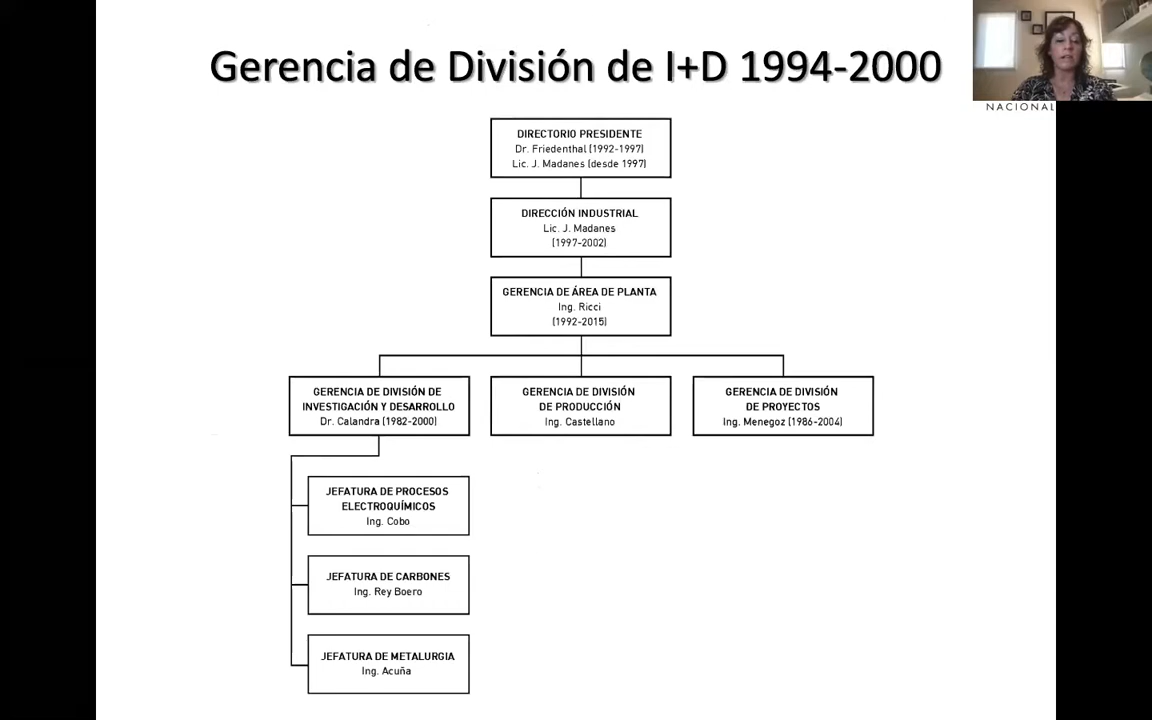 Gerencia de División de I+D 1994-2000
NACIONAL
DIRECTORIO PRESIDENTE
Dr. Friedenthal (1992-1997)
Lic. J. Madanes (desde 1997)
DIRECCIÓN INDUSTRIAL
Lic. J. Madanes
(1997-2002)
GERENCIA DE ÁREA DE PLANTA
Ing. Ricci
(1992-2015)
GERENCIA DE DIVISIÓN DE
INVESTIGACIÓN Y DESARROLLO
Dr. Calandra (1982-2000)
GERENCIA DE DIVISIÓN
DE PRODUCCIÓN
Ing. Castellano
GERENCIA DE DIVISIÓN
DE PROYECTOS
Ing. Menegoz (1986-2004)
JEFATURA DE PROCESOS
ELECTROQUÍMICOS
Ing. Cobo
JEFATURA DE CARBONES
Ing. Rey Boero
JEFATURA DE METALURGIA
Ing. Acuña